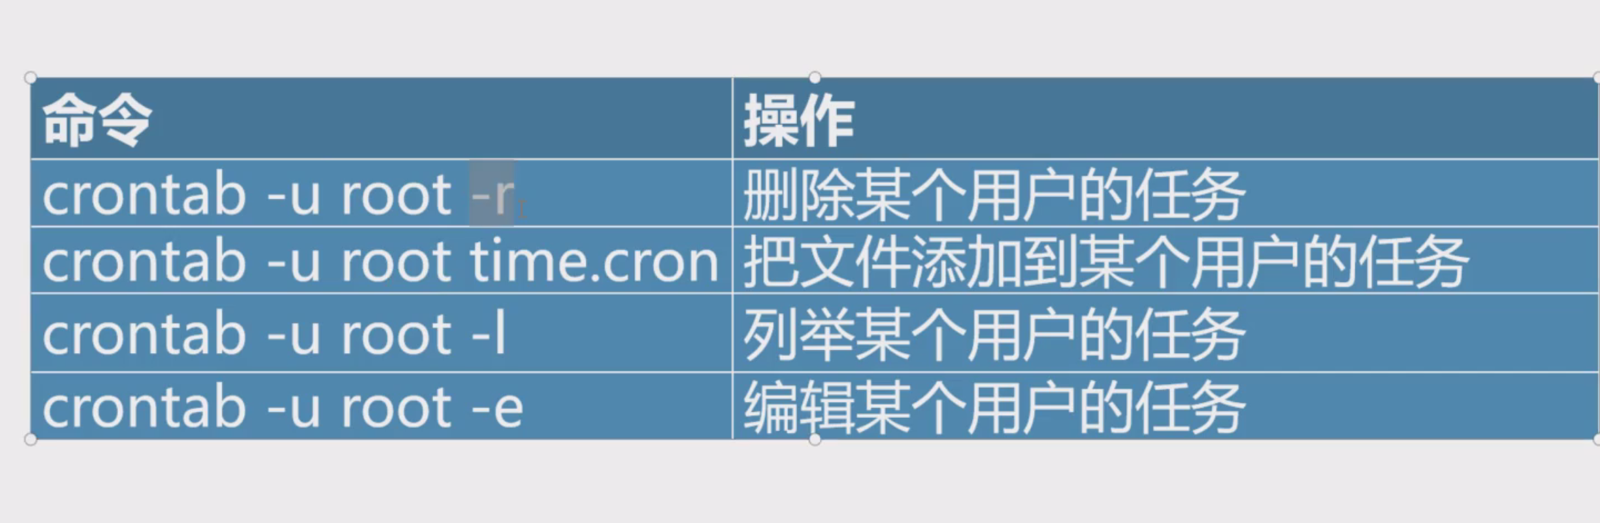 命令 操作
crontab -u root -r 删除某个用户的任务
crontab -u root time.cron 把文件添加到某个用户的任务
crontab -u root -l 列举某个用户的任务
crontab -u root -e 编辑某个用户的任务